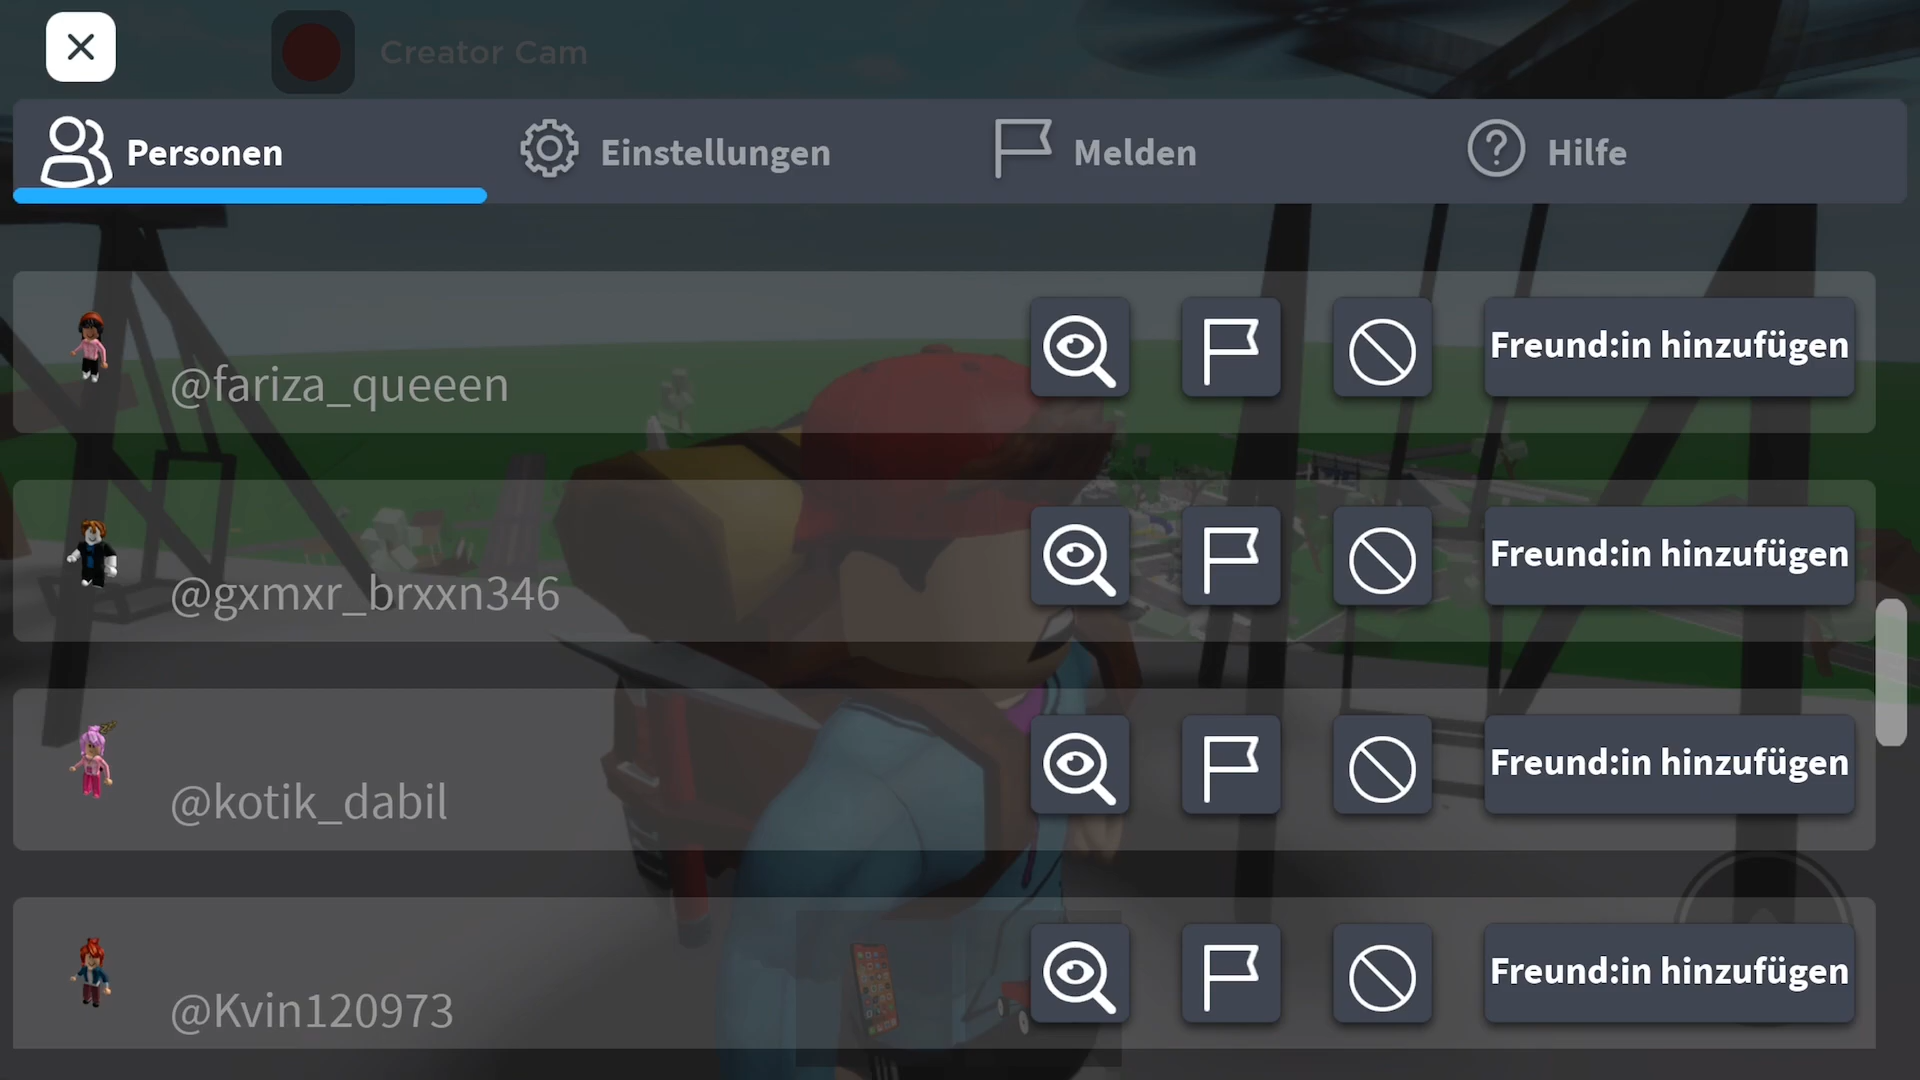 Creator Cam
Personen
Einstellungen
Melden
Hilfe
@fariza_queeen
Freund:in hinzufügen
@gxmxr_brxxn346
Freund:in hinzufügen
@kotik_dabil
Freund:in hinzufügen
@Kvin120973
Freund:in hinzufügen